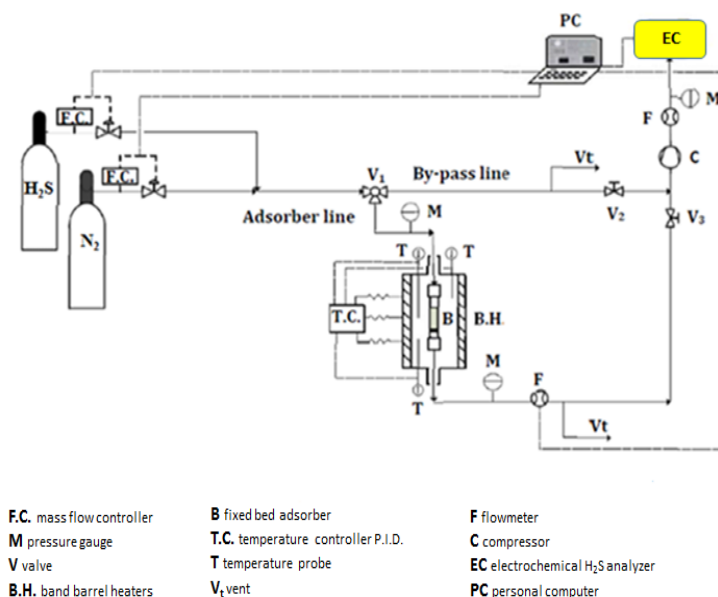 PC
EC
M
F.C.
F
F.C.
C
H₂S
V₁
By-pass line
Vt
N₂
Adsorber line
M
V₂
V₃
T
T
T.C.
B
B.H.
M
F
T
Vt
F.C. mass flow controller
M pressure gauge
V valve
B.H. band barrel heaters
B fixed bed adsorber
T.C. temperature controller P.I.D.
T temperature probe
Vₜ vent
F flowmeter
C compressor
EC electrochemical H₂S analyzer
PC personal computer